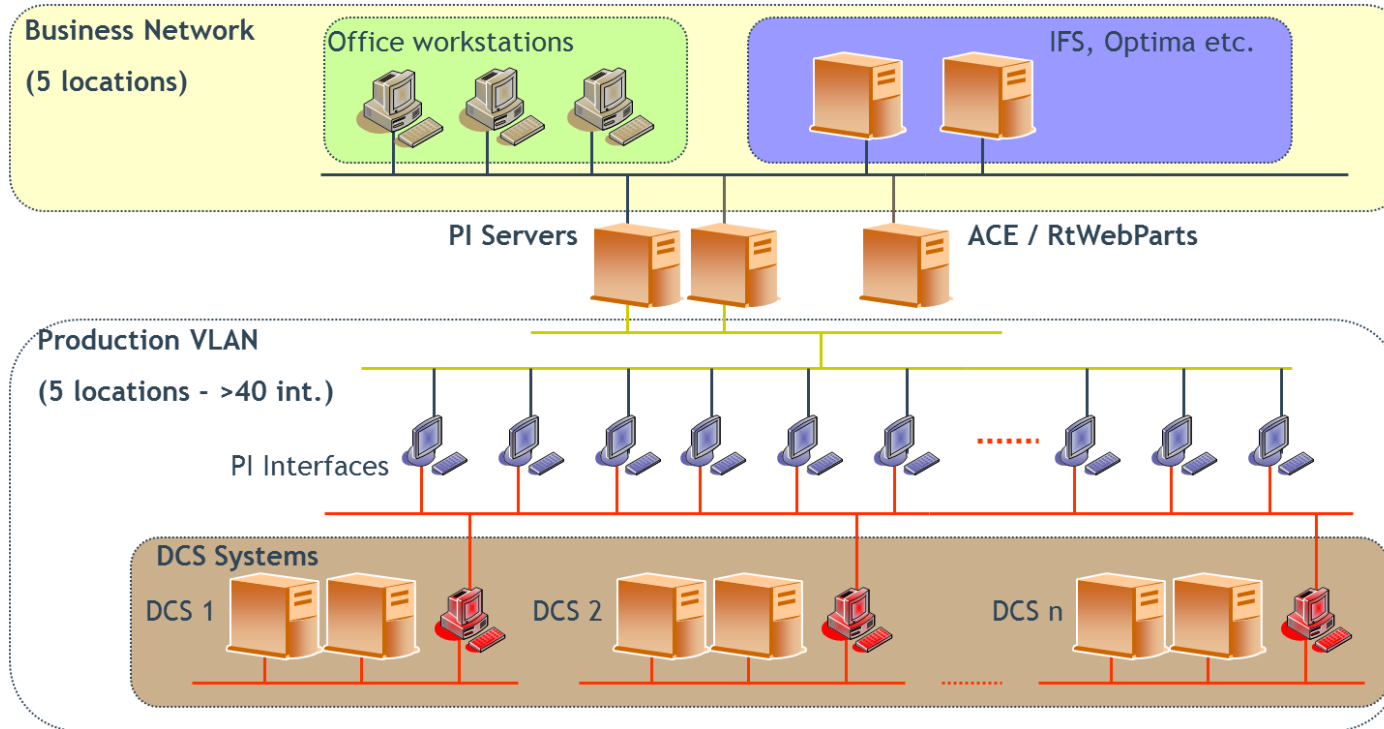 Business Network
(5 locations)
Office workstations
IFS, Optima etc.
PI Servers
ACE / RtWebParts
Production VLAN
(5 locations - >40 int.)
PI Interfaces
DCS Systems
DCS 1
DCS 2
DCS n